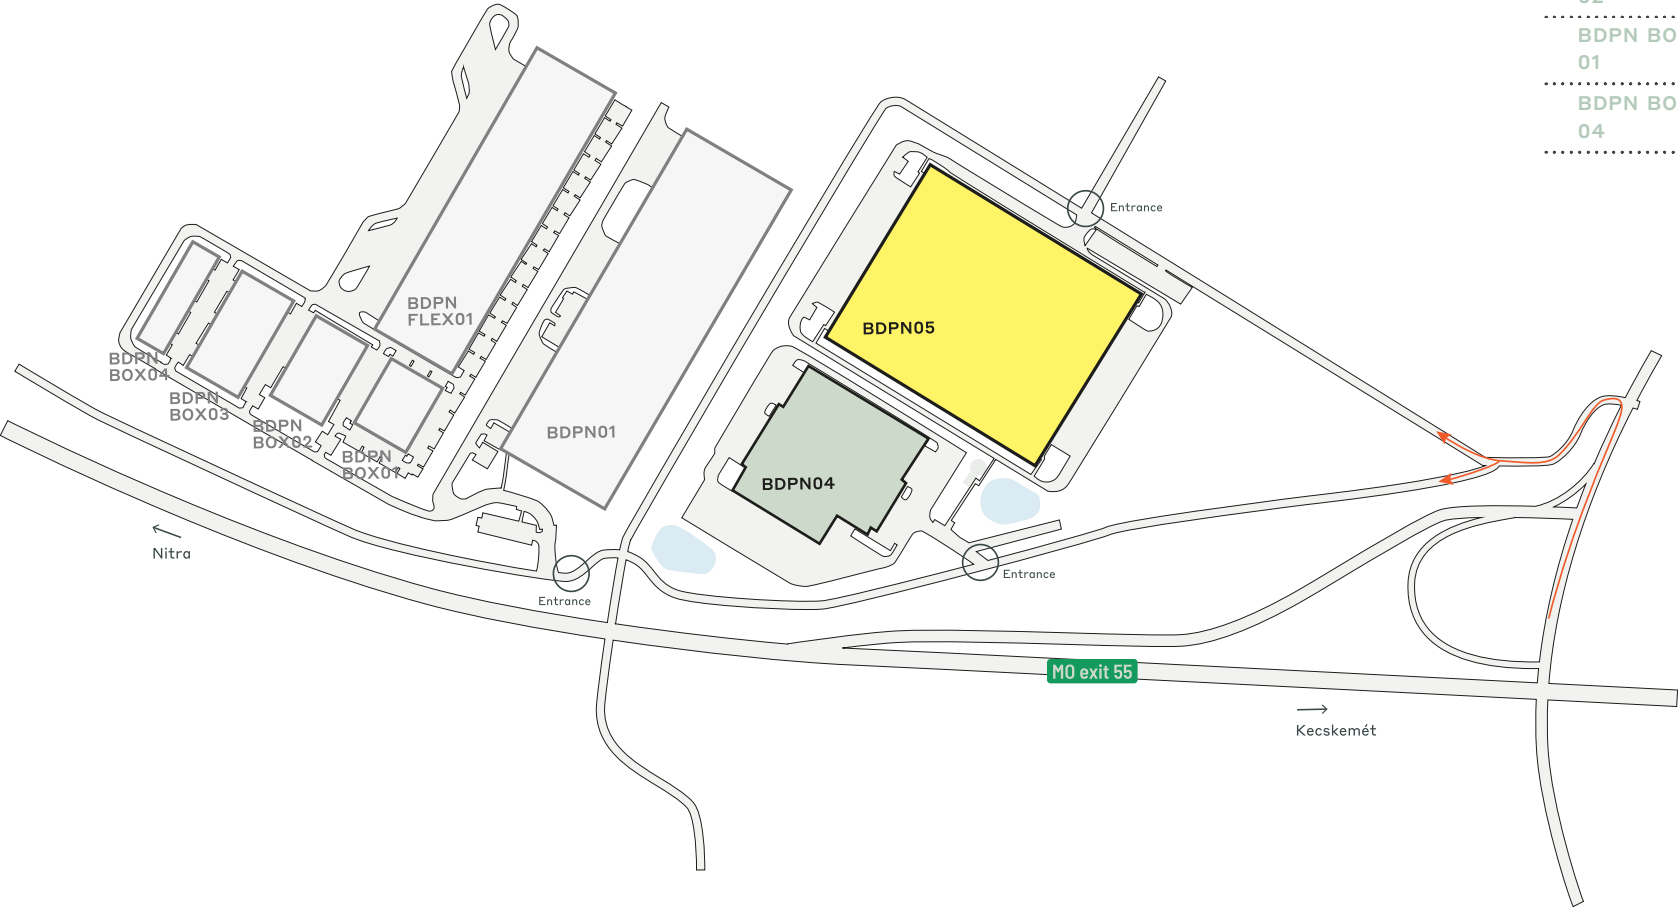 BDPN BO
01
BDPN BO
04
Entrance
BDPN
FLEX01
BDPN05
BDPN
BOX04
BDPN
BOX03
BDPN
BOX02
BDPN01
BDPN
BOX01
BDPN04
Nitra
Entrance
Entrance
M0 exit 55
Kecskemét